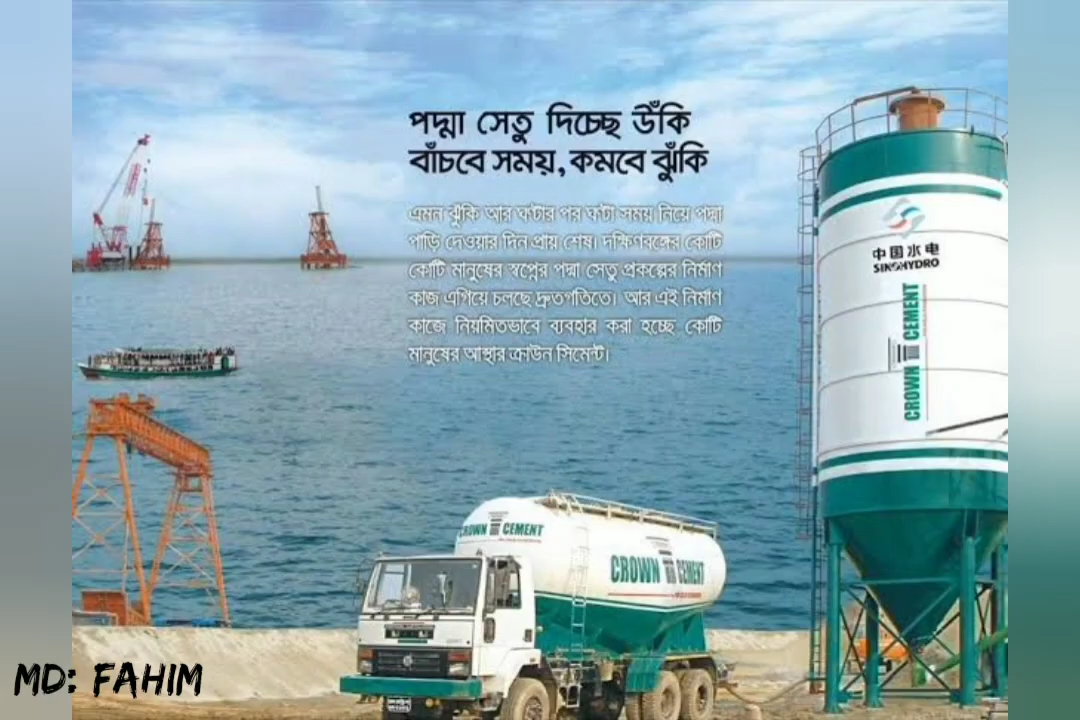 পদ্মা সেতু দিচ্ছে উঁকি
বাঁচবে সময়, কমবে ঝুঁকি
এমন ঝুঁকি আর ঘন্টার পর ঘন্টা সময় নিয়ে পদ্মা
পাড়ি দেওয়ার দিন প্রায় শেষ। দক্ষিণবঙ্গের কোটি
কোটি মানুষের স্বপ্নের পদ্মা সেতু প্রকল্পের নির্মাণ
কাজ এগিয়ে চলছে দ্রুতগতিতে। আর এই নির্মাণ
কাজে নিয়মিতভাবে ব্যবহার করা হচ্ছে কোটি
মানুষের আস্থার ক্রাউন সিমেন্ট।
中国水电
SINOHYDRO
CROWN CEMENT
CROWN CEMENT
CROWN CEMENT
MD: FAHIM